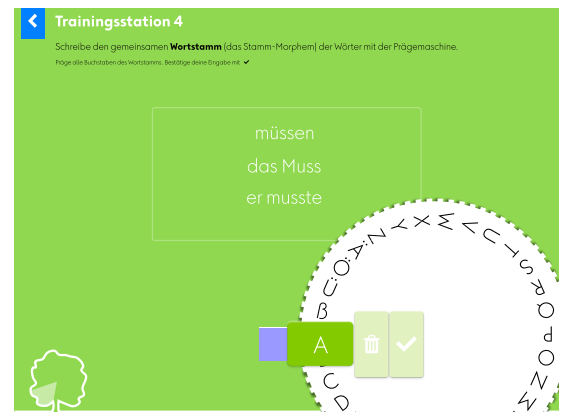 Trainingsstation 4
Schreibe den gemeinsamen Wortstamm (das Stamm-Morphem) der Wörter mit der Prägemaschine.
Präge alle Buchstaben des Wortstamms. Bestätige deine Eingabe mit ✔
müssen
das Muss
er musste
ẞ Ü Ö Ä Z Y X W V U T S R Q P O N M
A
C D